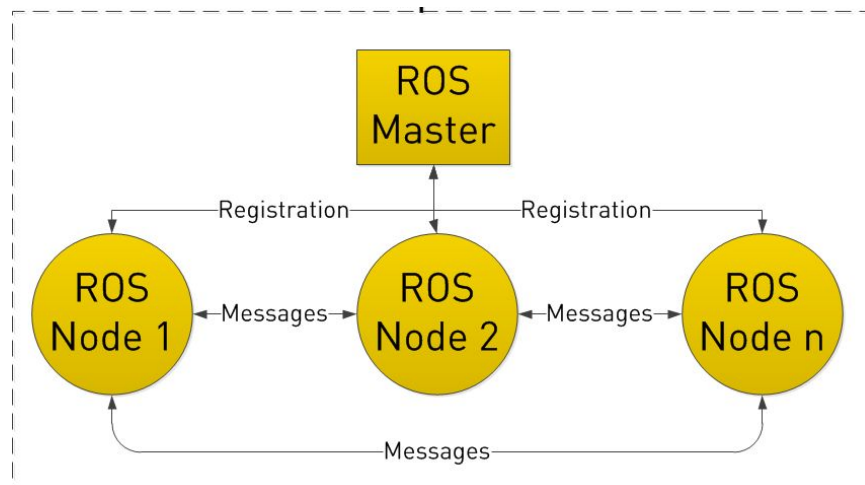 ROS
Master
Registration
Registration
ROS
Node 1
Messages
ROS
Node 2
Messages
ROS
Node n
Messages